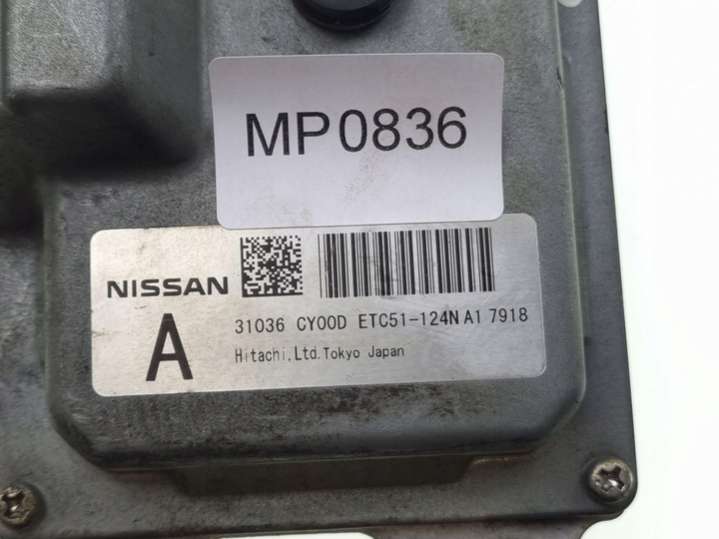 MP0836
NISSAN
A
31036 CY00D ETC51-124N A1 7918
Hitachi,Ltd.Tokyo Japan